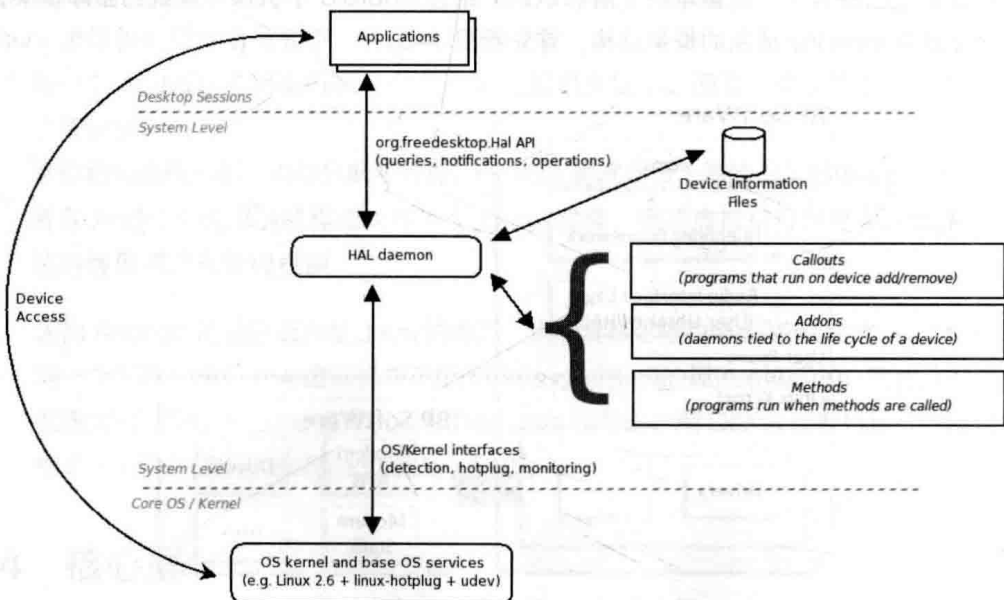 Applications
Desktop Sessions
System Level
org.freedesktop.Hal API
(queries, notifications, operations)
Device Information
Files
HAL daemon
Callouts
(programs that run on device add/remove)
Device
Access
Addons
(daemons tied to the life cycle of a device)
Methods
(programs run when methods are called)
OS/Kernel interfaces
(detection, hotplug, monitoring)
System Level
Core OS / Kernel
OS kernel and base OS services
(e.g. Linux 2.6 + linux-hotplug + udev)